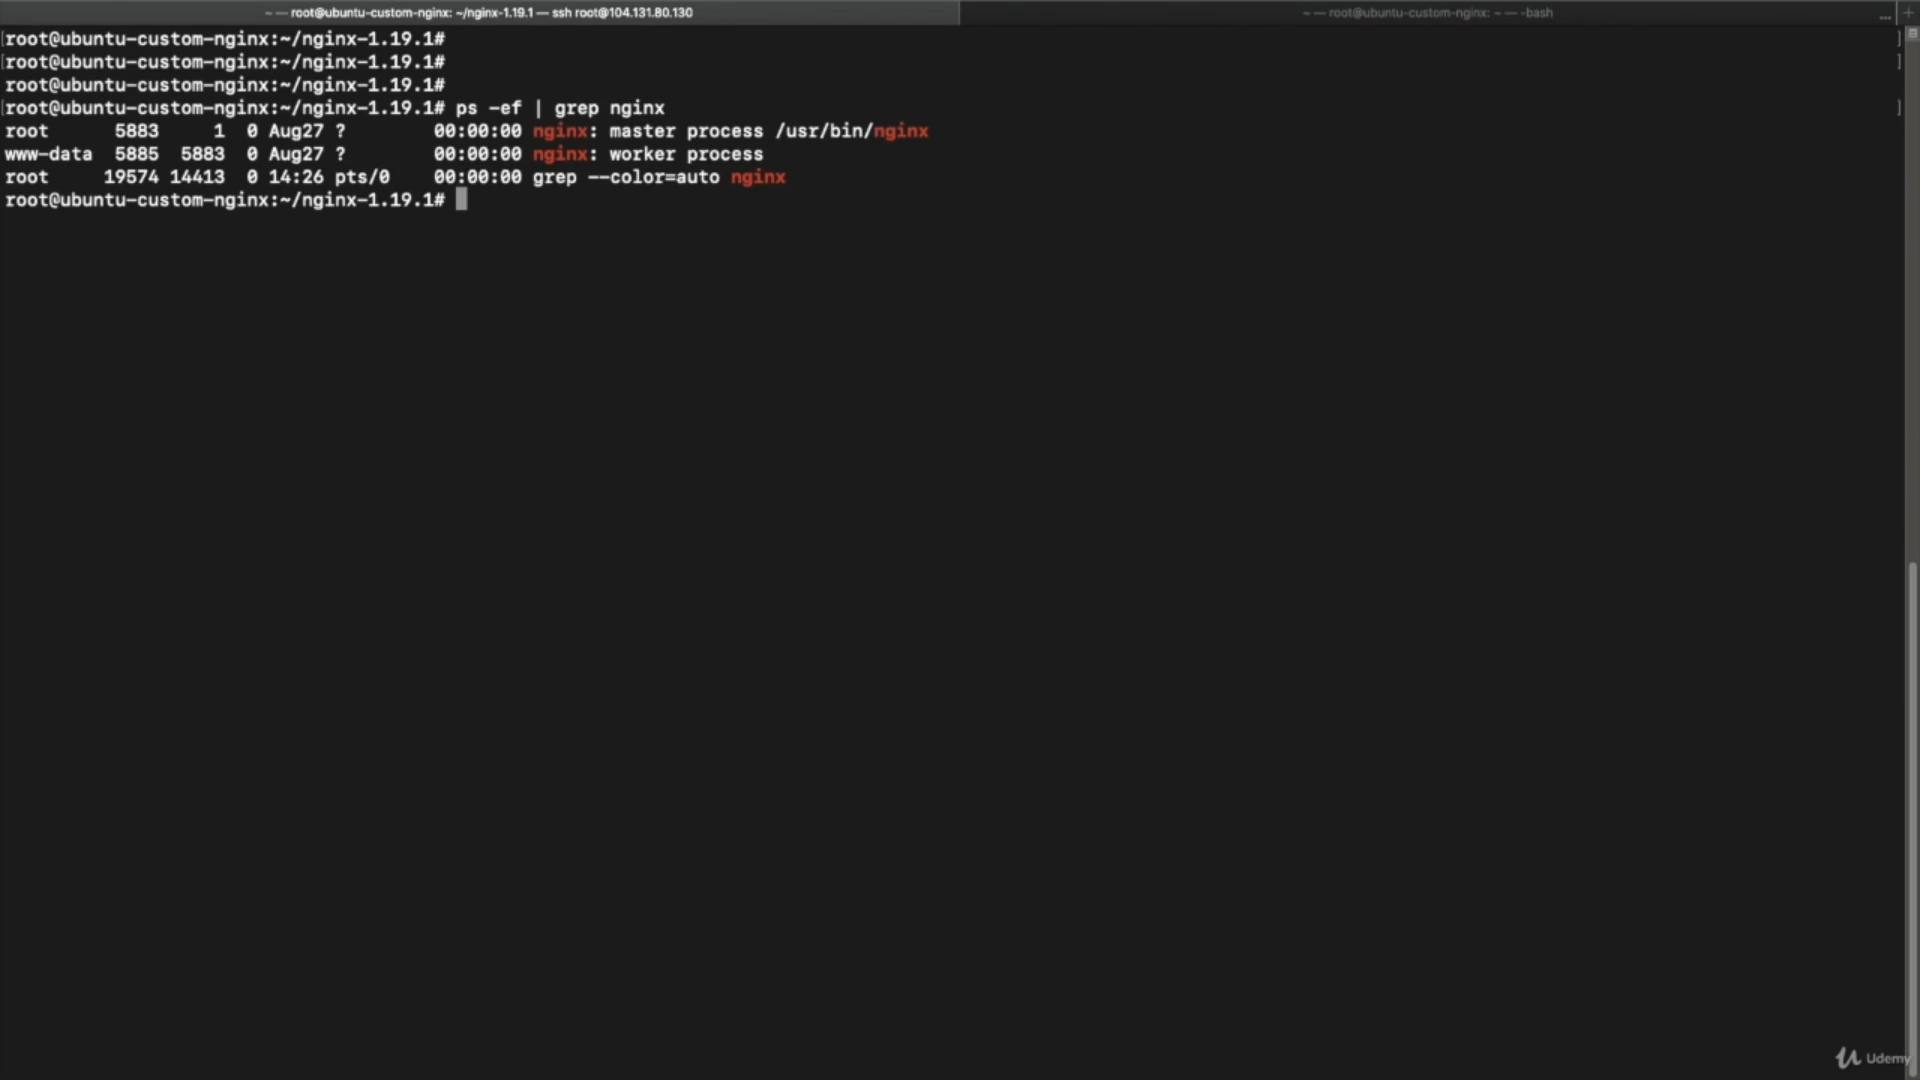 ~ — root@ubuntu-custom-nginx: ~/nginx-1.19.1 — ssh root@104.131.80.130
~ — root@ubuntu-custom-nginx: ~ — -bash
... +
[root@ubuntu-custom-nginx:~/nginx-1.19.1# ]
[root@ubuntu-custom-nginx:~/nginx-1.19.1# ]
root@ubuntu-custom-nginx:~/nginx-1.19.1#
[root@ubuntu-custom-nginx:~/nginx-1.19.1# ps -ef | grep nginx ]
root      5883     1  0 Aug27 ?        00:00:00 nginx: master process /usr/bin/nginx
www-data  5885  5883  0 Aug27 ?        00:00:00 nginx: worker process
root     19574 14413  0 14:26 pts/0    00:00:00 grep --color=auto nginx
root@ubuntu-custom-nginx:~/nginx-1.19.1#
Udemy